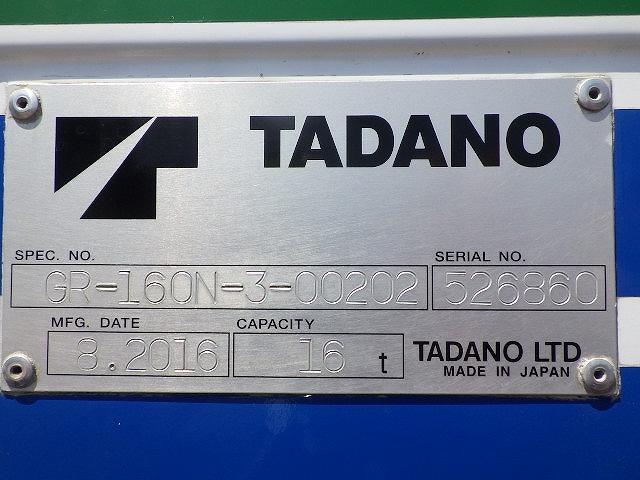 TADANO
SPEC. NO. SERIAL NO.
GR-160N-3-00202 526860
MFG. DATE CAPACITY
8.2016 16 t TADANO LTD
MADE IN JAPAN